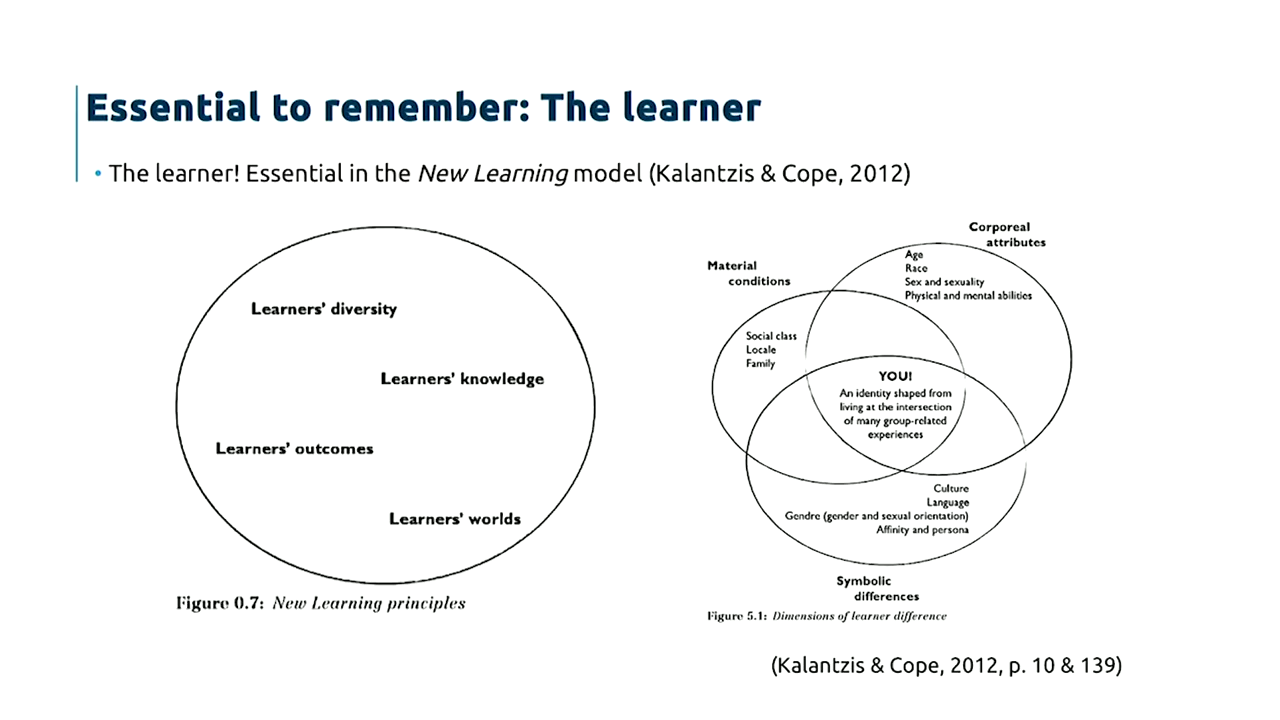 Essential to remember: The learner
• The learner! Essential in the New Learning model (Kalantzis & Cope, 2012)
Learners' diversity
Learners' knowledge
Learners' outcomes
Learners' worlds
Figure 0.7: New Learning principles
Corporeal
attributes
Age
Race
Sex and sexuality
Physical and mental abilities
Material
conditions
Social class
Locale
Family
YOU!
An identity shaped from
living at the intersection
of many group-related
experiences
Culture
Language
Gendre (gender and sexual orientation)
Affinity and persona
Symbolic
differences
Figure 5.1: Dimensions of learner difference
(Kalantzis & Cope, 2012, p. 10 & 139)